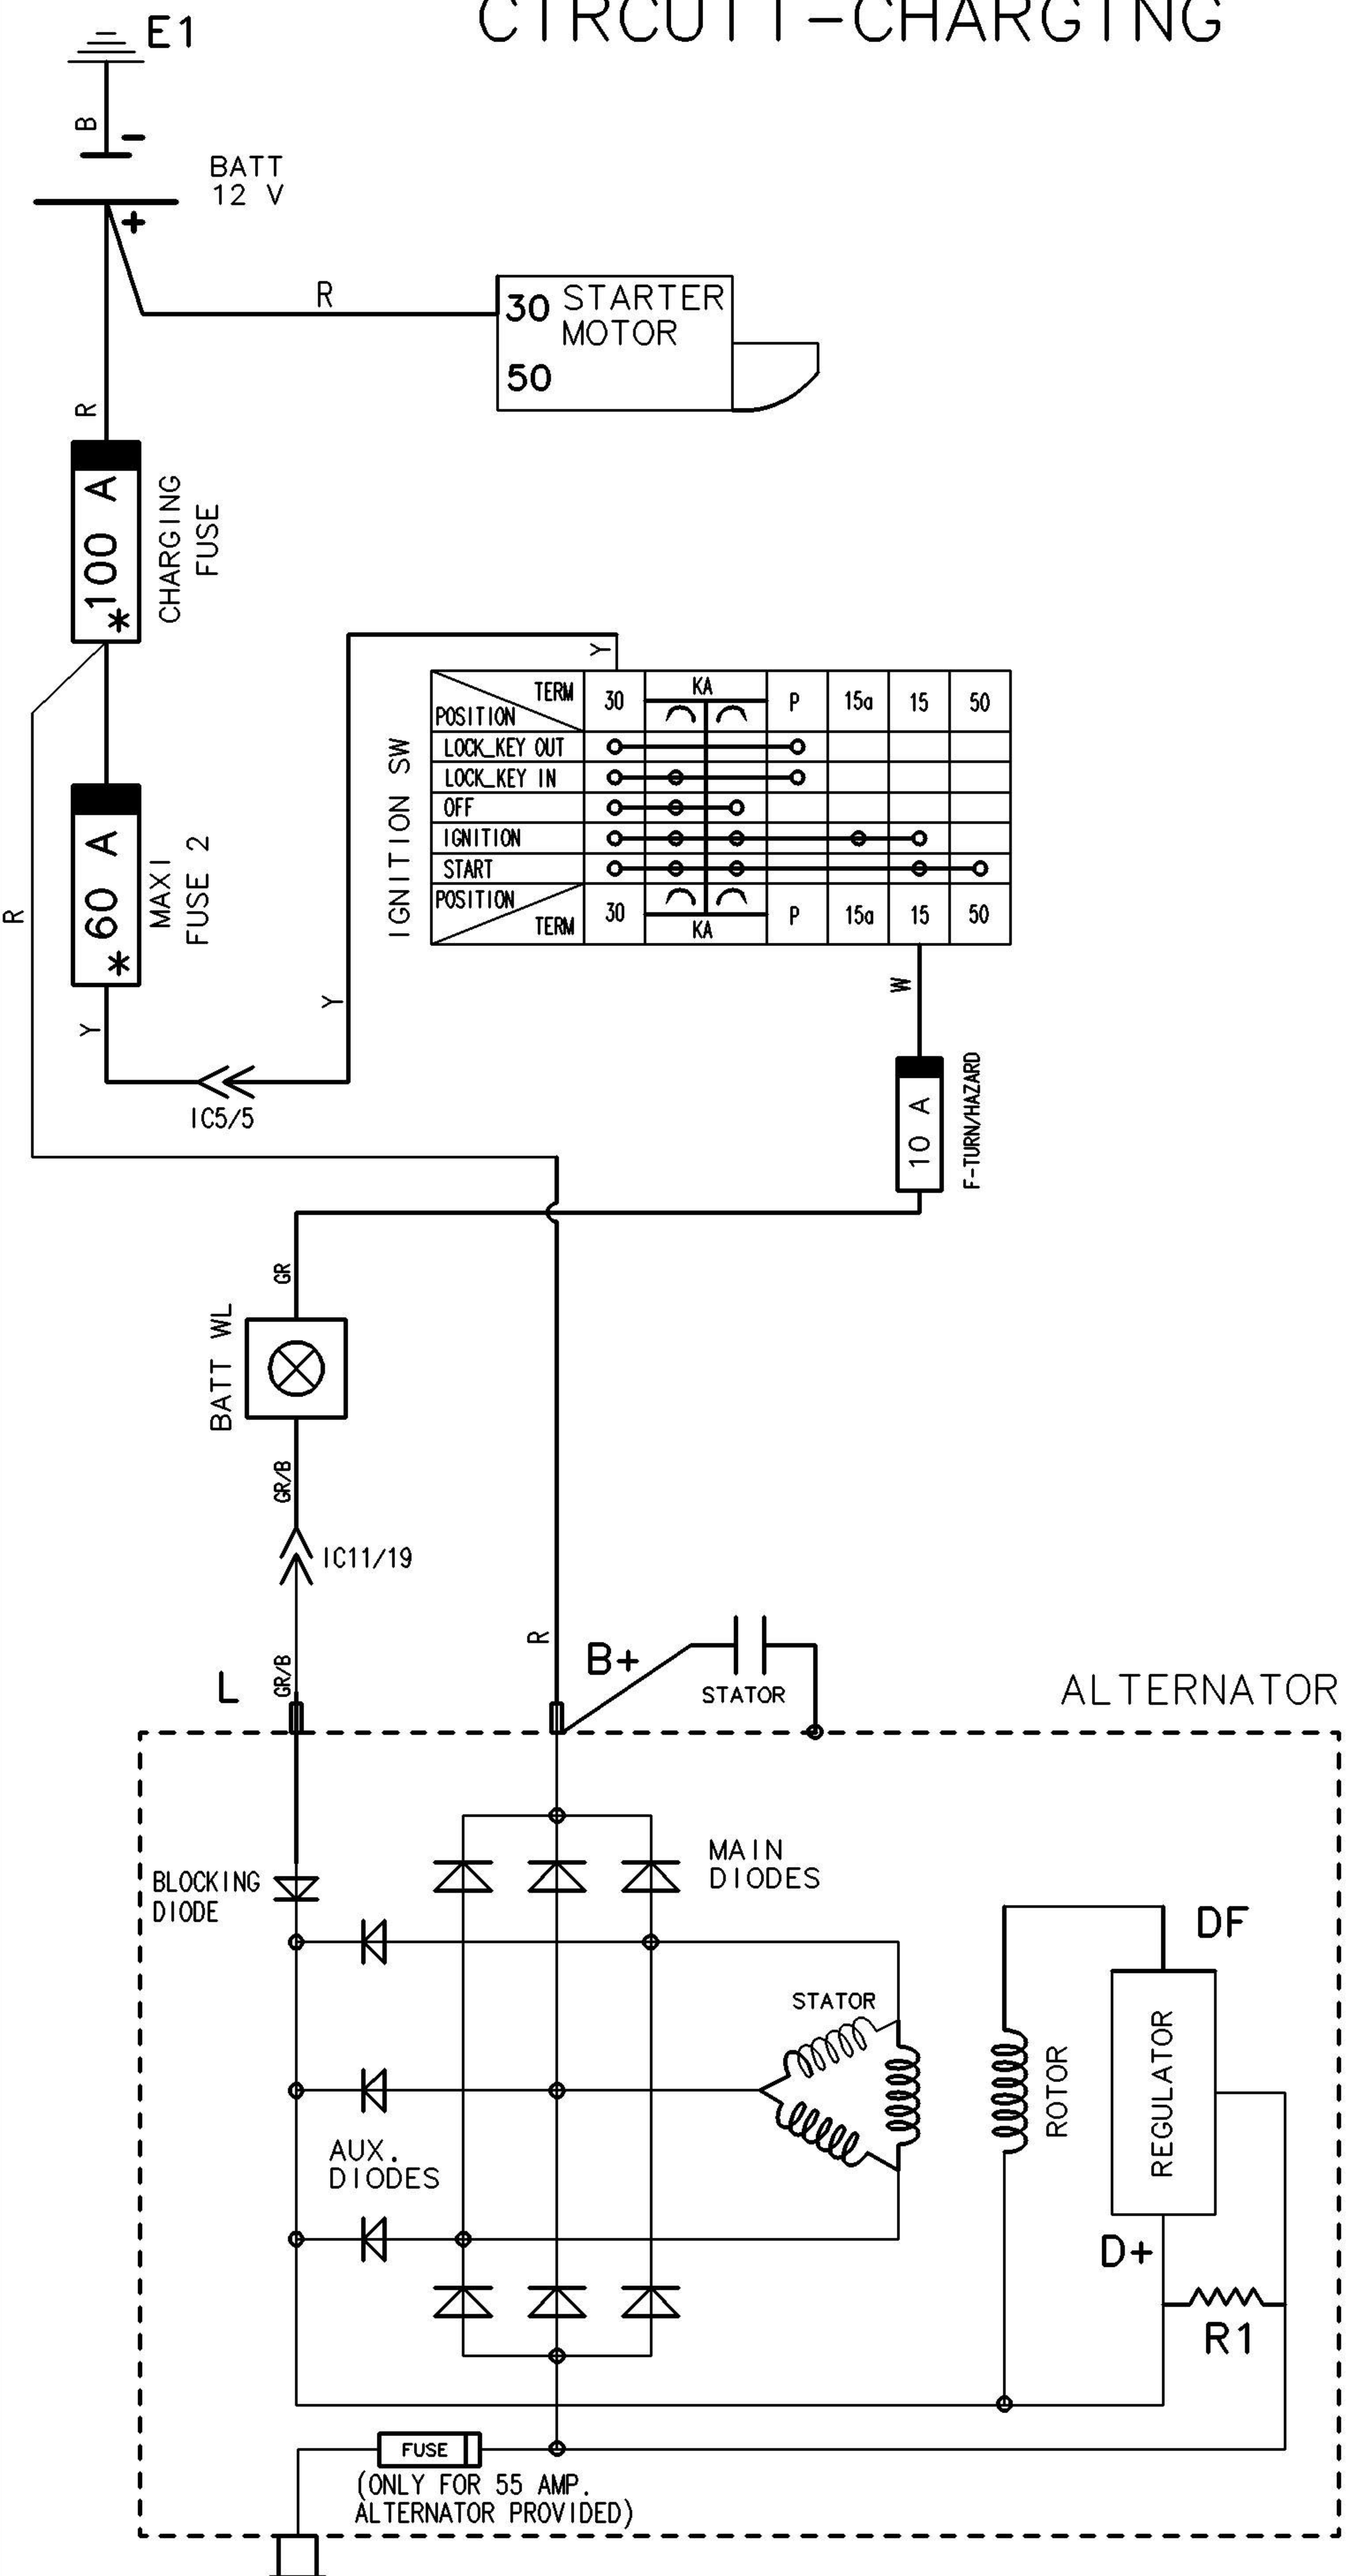 CIRCUIT-CHARGING
E1
B
-
BATT
12 V
+
R
30 STARTER
MOTOR
50
R
* 100 A
CHARGING
FUSE
Y
TERM 30 KA P 15a 15 50
POSITION
LOCK_KEY OUT
LOCK_KEY IN
OFF
IGNITION
START
POSITION
TERM 30 KA P 15a 15 50
IGNITION SW
* 60 A
MAXI
FUSE 2
R
Y
Y
W
IC5/5
10 A
F-TURN/HAZARD
GR
BATT WL
GR/B
IC11/19
GR/B
L
R
B+
STATOR
ALTERNATOR
BLOCKING
DIODE
MAIN
DIODES
DF
STATOR
ROTOR
REGULATOR
AUX.
DIODES
D+
R1
FUSE
(ONLY FOR 55 AMP.
ALTERNATOR PROVIDED)